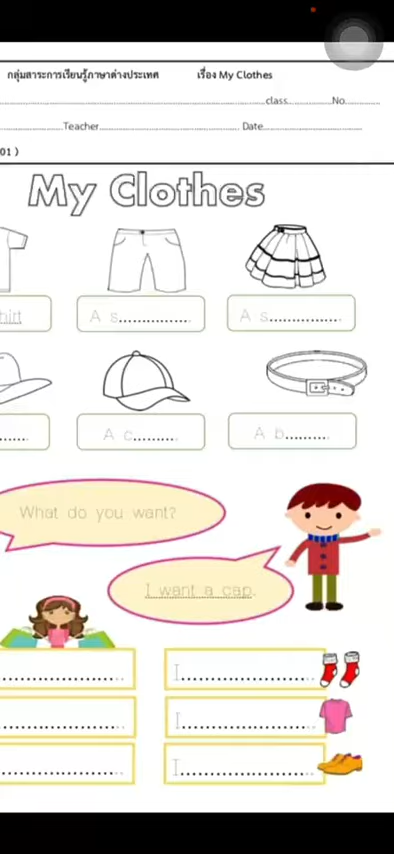 กลุ่มสาระการเรียนรู้ภาษาต่างประเทศ เรื่อง My Clothes
class No
Teacher Date
01 )
My Clothes
hirt A s A s
A c A b
What do you want?
I want a cap.
I
I
I